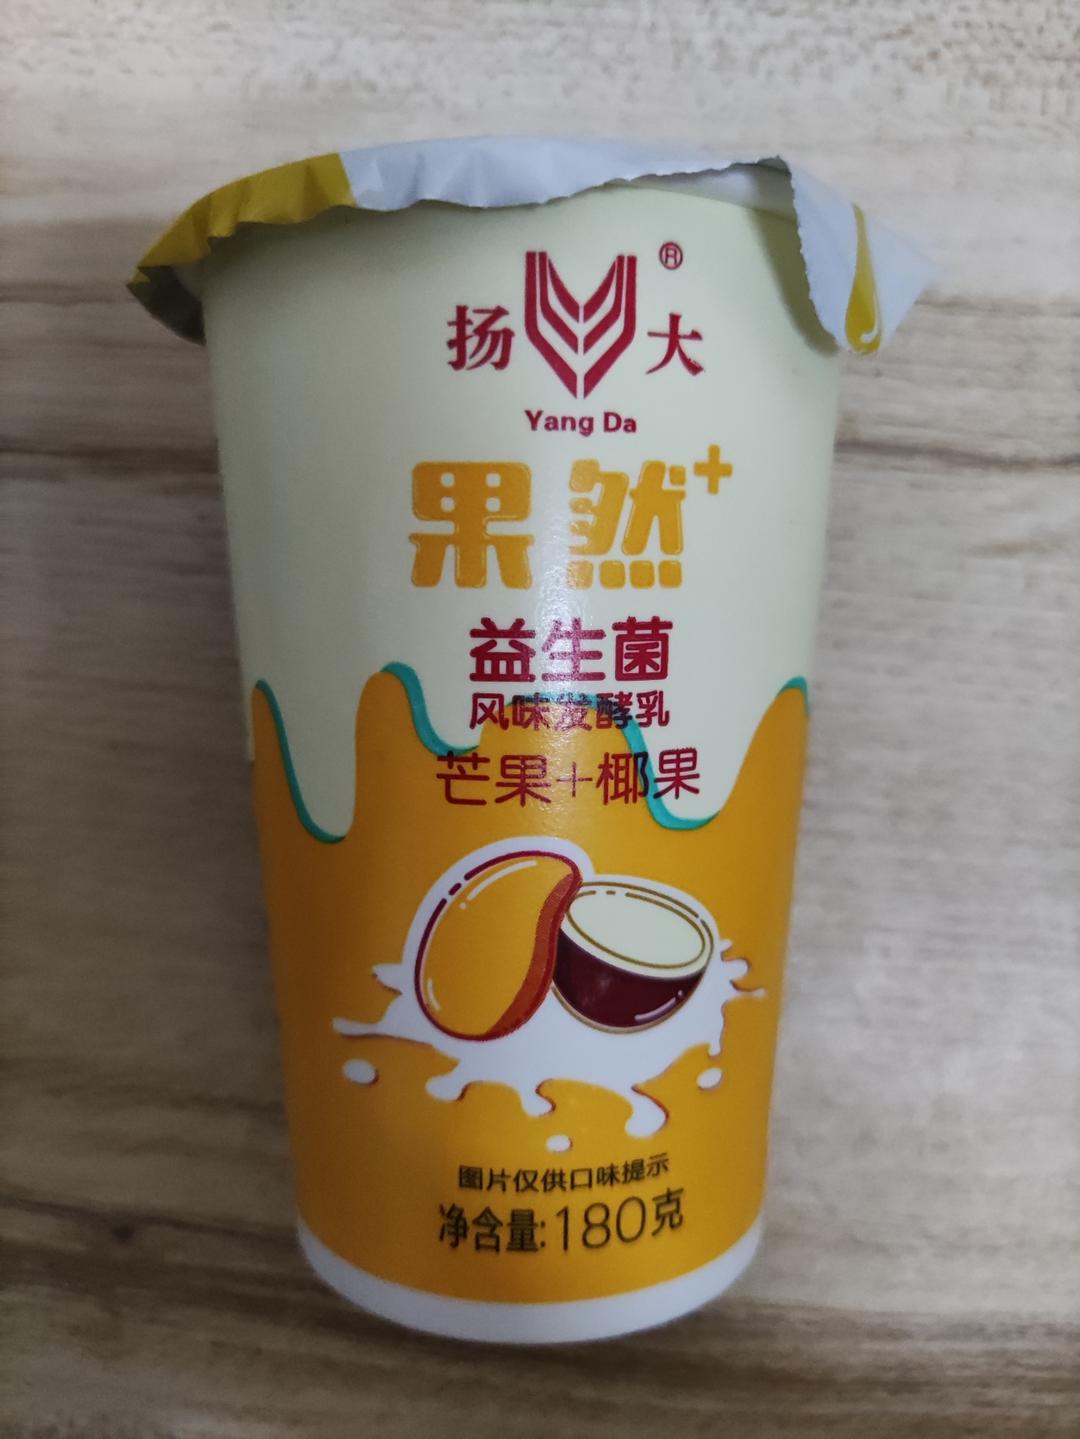 扬大®
Yang Da
果然+
益生菌
风味发酵乳
芒果+椰果
图片仅供口味提示
净含量:180克